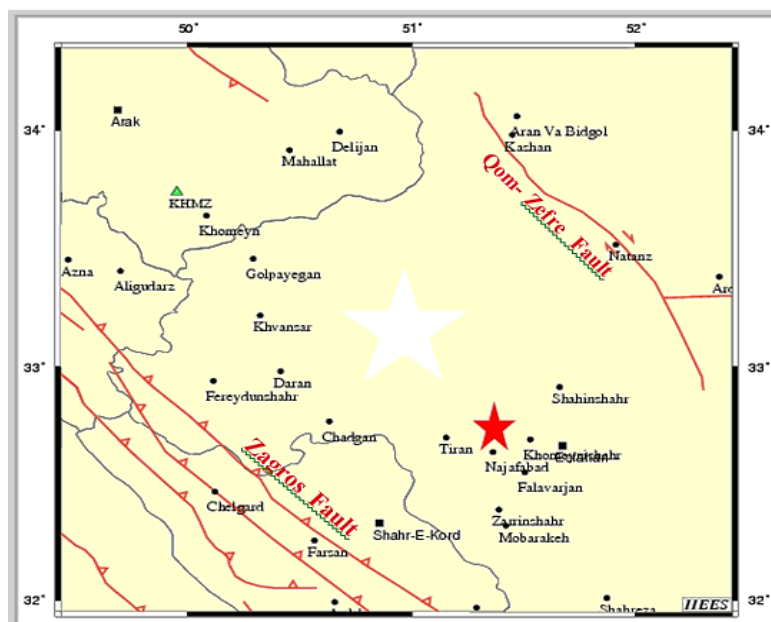 50°
51°
52°
34°
34°
Arak
Aran Va Bidgol
Kashan
Delijan
Mahallat
Qom- Zefre Fault
KHMZ
Khomeyn
Natanz
Azna
Aligudarz
Golpayegan
Khvansar
33°
33°
Daran
Fereydunshahr
Shahinshahr
Chadgan
Tiran
Khomeynishahr
Najafabad
Falavarjan
Zagros Fault
Chelgard
Zarrinshahr
Mobarakeh
Shahr-E-Kord
Farsan
32°
32°
Shahreza
IIEES